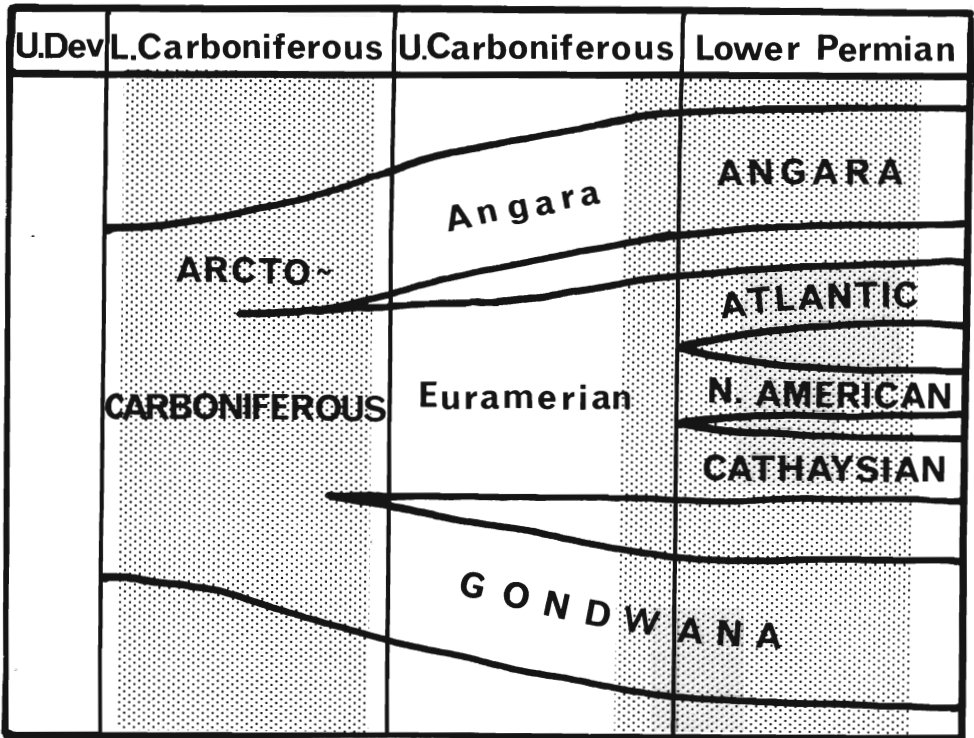 U.Dev L.Carboniferous U.Carboniferous Lower Permian
ANGARA
Angara
ARCTO~
ATLANTIC
Euramerian
N. AMERICAN
CARBONIFEROUS
CATHAYSIAN
GONDWANA